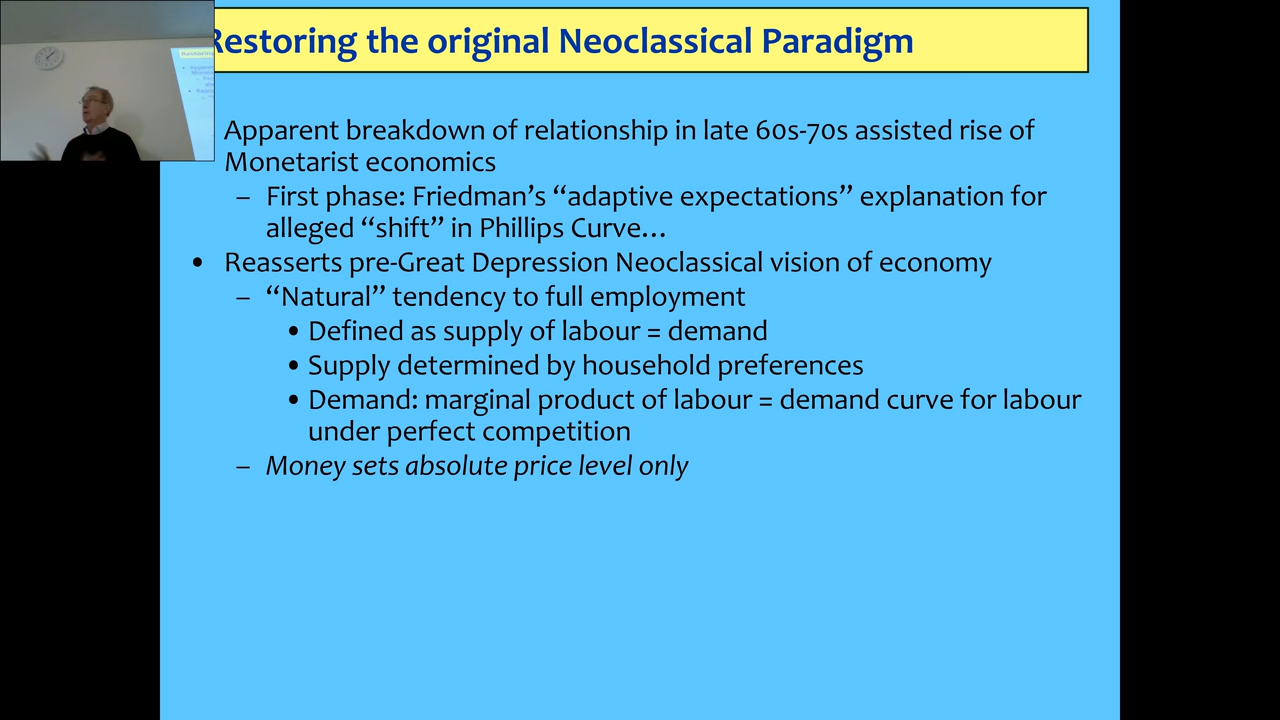 Restoring the original Neoclassical Paradigm
Apparent breakdown of relationship in late 60s-70s assisted rise of
Monetarist economics
– First phase: Friedman’s “adaptive expectations” explanation for
alleged “shift” in Phillips Curve…
• Reasserts pre-Great Depression Neoclassical vision of economy
– “Natural” tendency to full employment
• Defined as supply of labour = demand
• Supply determined by household preferences
• Demand: marginal product of labour = demand curve for labour
under perfect competition
– Money sets absolute price level only